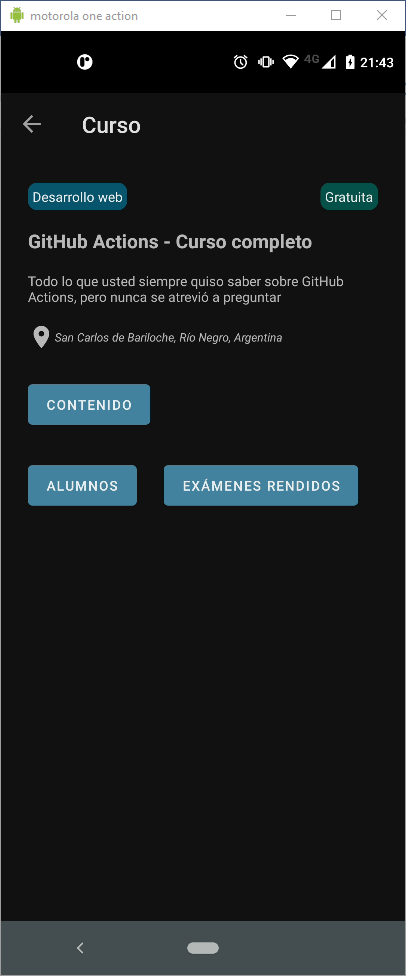 motorola one action
4G 21:43
Curso
Desarrollo web Gratuita
GitHub Actions - Curso completo
Todo lo que usted siempre quiso saber sobre GitHub
Actions, pero nunca se atrevió a preguntar
San Carlos de Bariloche, Río Negro, Argentina
CONTENIDO
ALUMNOS EXÁMENES RENDIDOS